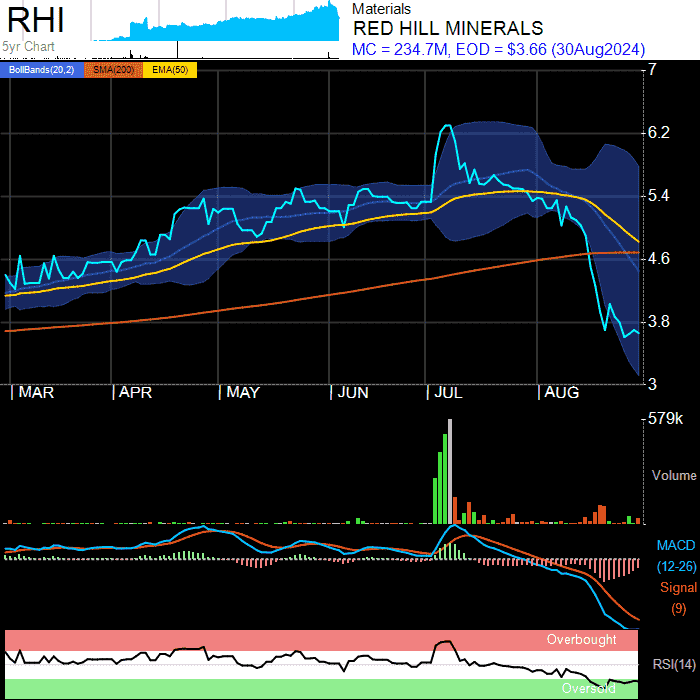 RHI
5yr Chart
Materials
RED HILL MINERALS
MC = 234.7M, EOD = $3.66 (30Aug2024)
BollBands(20,2) SMA(200) EMA(50)
7
6.2
5.4
4.6
3.8
3
| MAR | APR | MAY | JUN | JUL | AUG
579k
Volume
MACD
(12-26)
Signal
(9)
Overbought
RSI(14)
Oversold